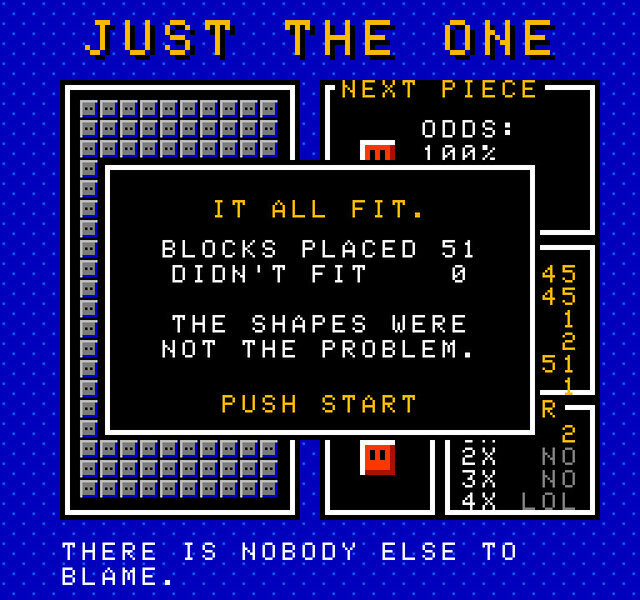 JUST THE ONE
NEXT PIECE
ODDS:
100%
IT ALL FIT.
BLOCKS PLACED 51
DIDN'T FIT 0
THE SHAPES WERE
NOT THE PROBLEM.
PUSH START
45
45
1
2
51
1
R
2
2X NO
3X NO
4X LOL
THERE IS NOBODY ELSE TO
BLAME.